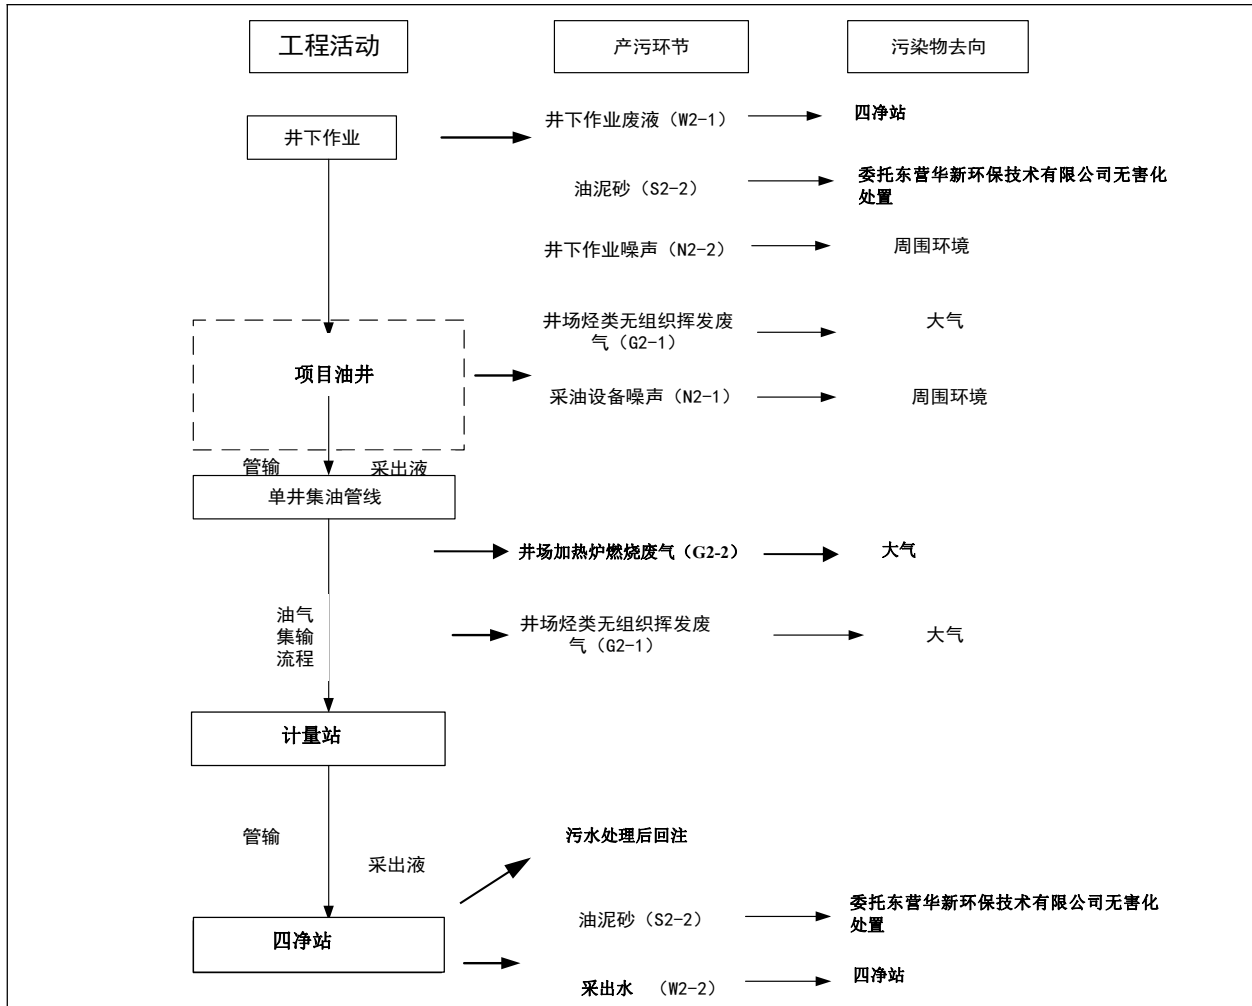 工程活动
产污环节
污染物去向
井下作业
井下作业废液（W2-1）
四净站
油泥砂（S2-2）
委托东营华新环保技术有限公司无害化
处置
井下作业噪声（N2-2）
周围环境
井场烃类无组织挥发废
气（G2-1）
大气
项目油井
采油设备噪声（N2-1）
周围环境
管输
采出液
单井集油管线
井场加热炉燃烧废气（G2-2）
大气
油气
集输
流程
井场烃类无组织挥发废
气（G2-1）
大气
计量站
管输
采出液
污水处理后回注
四净站
油泥砂（S2-2）
委托东营华新环保技术有限公司无害化
处置
采出水 （W2-2）
四净站